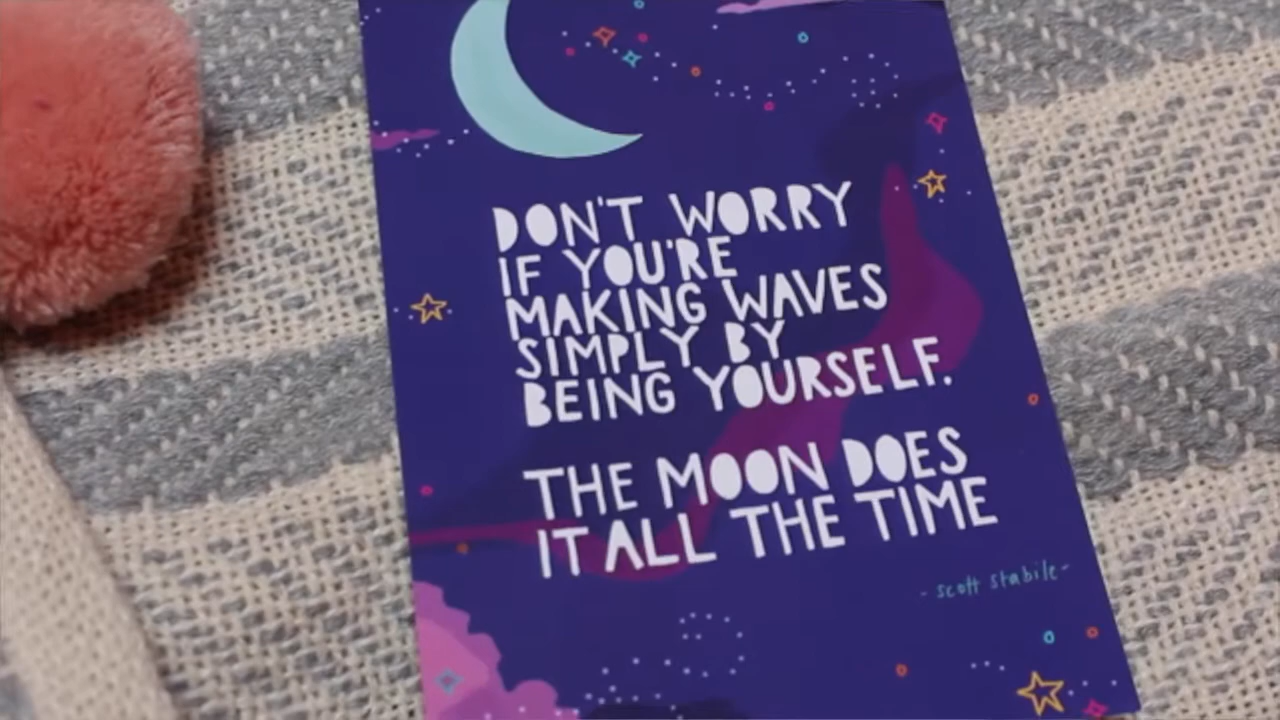 DON'T WORRY
IF YOU'RE
MAKING WAVES
SIMPLY BY
BEING YOURSELF.
THE MOON DOES
IT ALL THE TIME
- scott stabile -